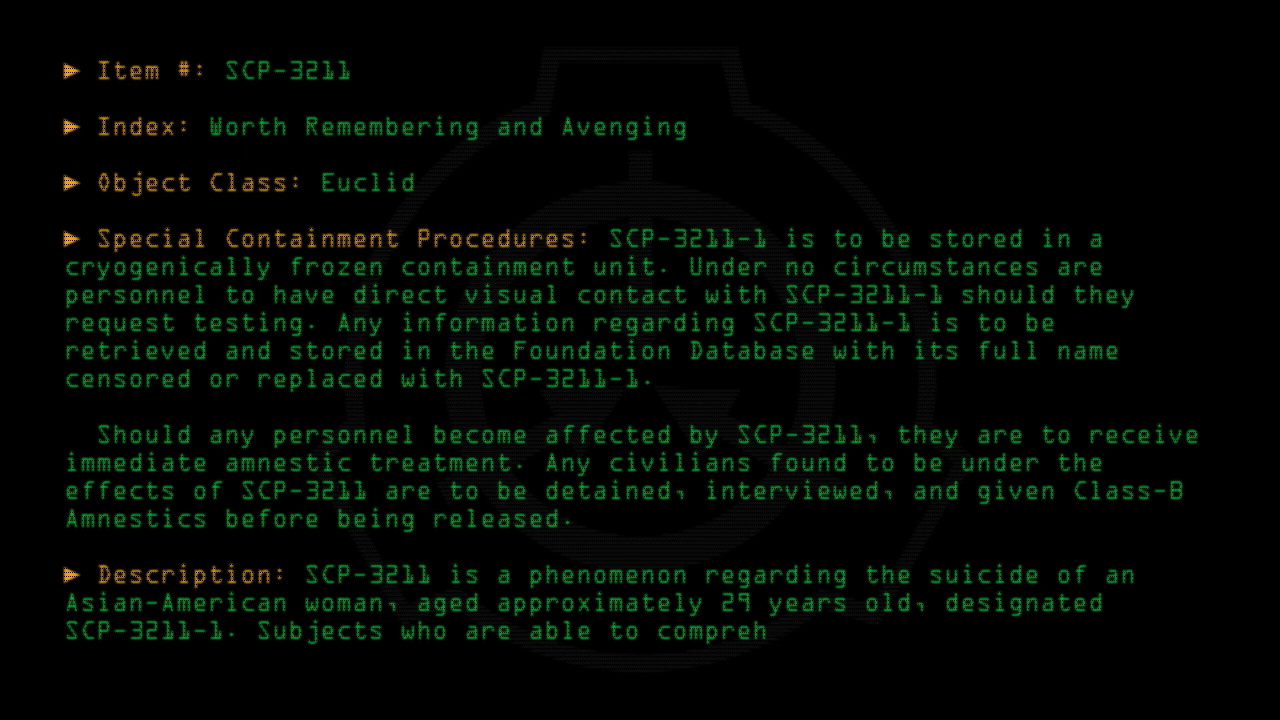 ► Item #: SCP-3211
► Index: Worth Remembering and Avenging
► Object Class: Euclid
► Special Containment Procedures: SCP-3211-1 is to be stored in a
cryogenically frozen containment unit. Under no circumstances are
personnel to have direct visual contact with SCP-3211-1 should they
request testing. Any information regarding SCP-3211-1 is to be
retrieved and stored in the Foundation Database with its full name
censored or replaced with SCP-3211-1.
Should any personnel become affected by SCP-3211, they are to receive
immediate amnestic treatment. Any civilians found to be under the
effects of SCP-3211 are to be detained, interviewed, and given Class-B
Amnestics before being released.
► Description: SCP-3211 is a phenomenon regarding the suicide of an
Asian-American woman, aged approximately 29 years old, designated
SCP-3211-1. Subjects who are able to compreh